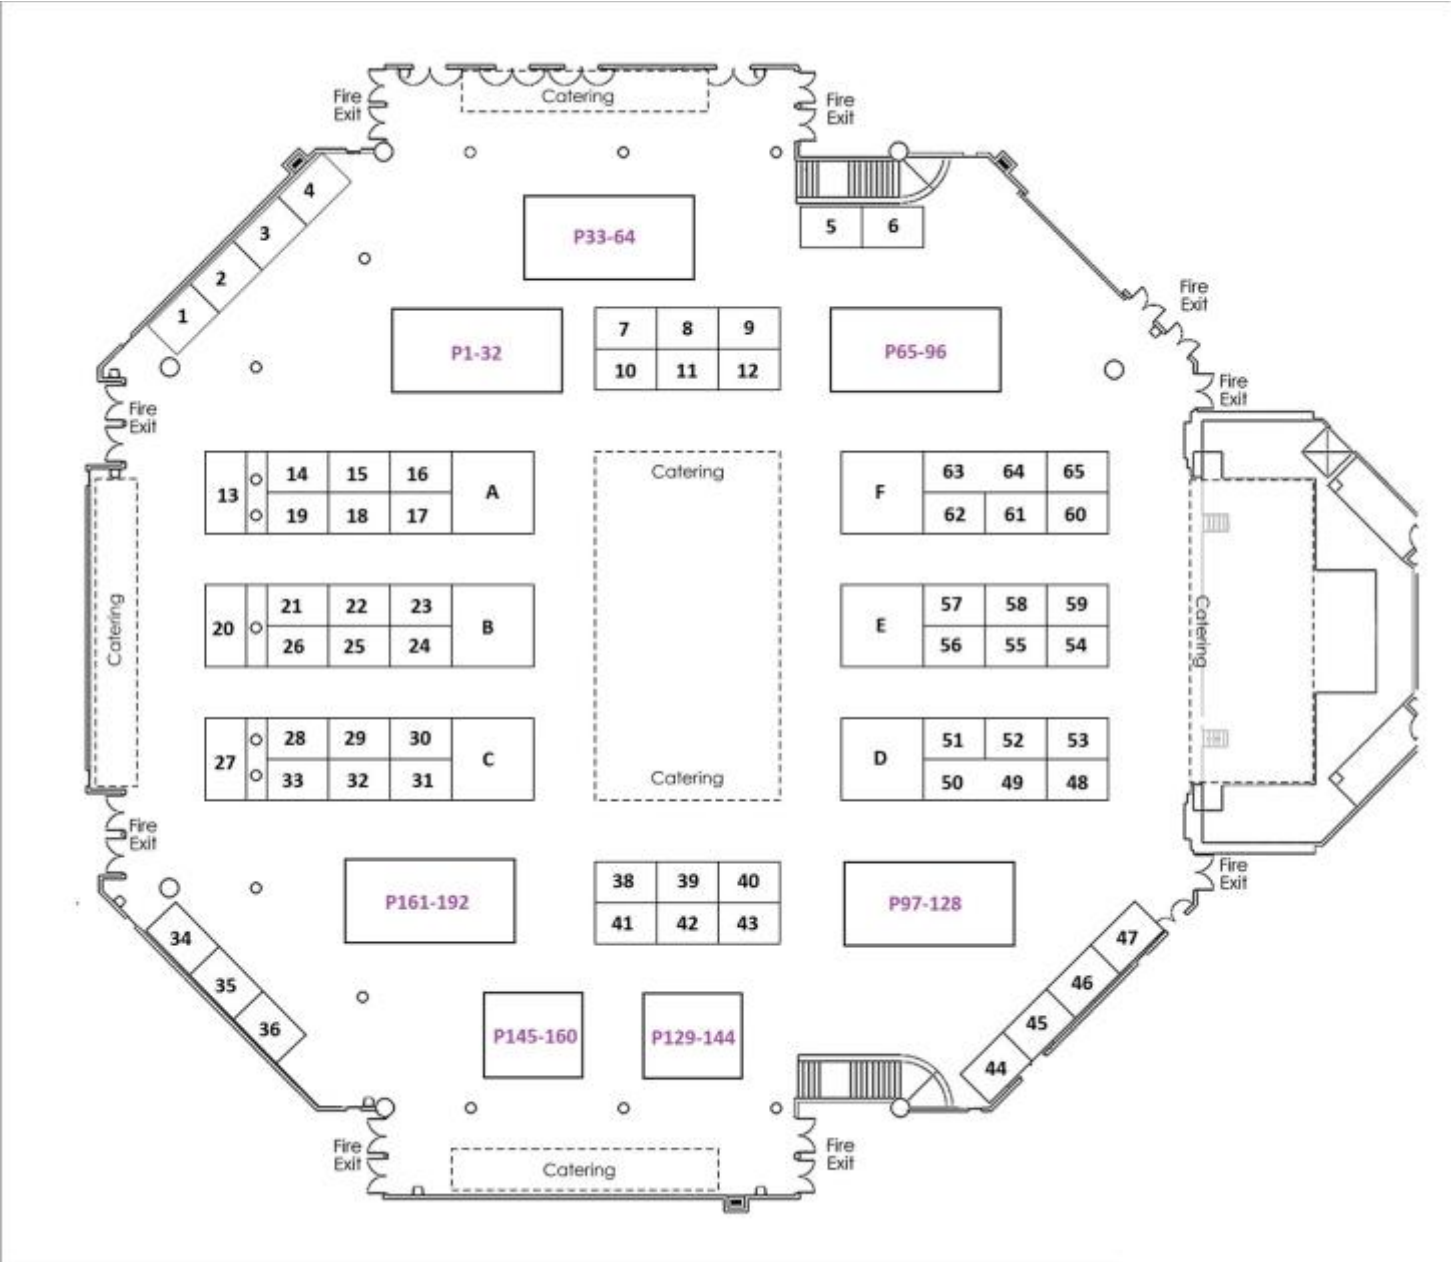 Catering
Fire
Exit
Fire
Exit
4
3
2
1
5
6
P33-64
Fire
Exit
P1-32
7
8
9
10
11
12
P65-96
Fire
Exit
Fire
Exit
13
14
15
16
19
18
17
A
Catering
F
63
64
65
62
61
60
20
21
22
23
26
25
24
B
E
57
58
59
56
55
54
Catering
Catering
27
28
29
30
33
32
31
C
Catering
D
51
52
53
50
49
48
Fire
Exit
Fire
Exit
P161-192
38
39
40
41
42
43
P97-128
34
35
36
47
46
45
44
P145-160
P129-144
Fire
Exit
Fire
Exit
Catering